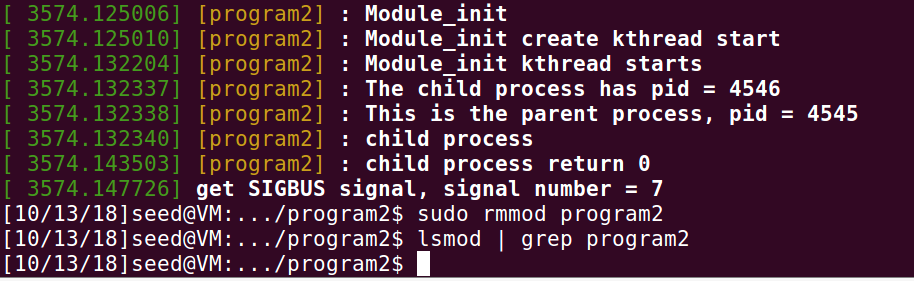 [ 3574.125006] [program2] : Module_init
[ 3574.125010] [program2] : Module_init create kthread start
[ 3574.132204] [program2] : Module_init kthread starts
[ 3574.132337] [program2] : The child process has pid = 4546
[ 3574.132338] [program2] : This is the parent process, pid = 4545
[ 3574.132340] [program2] : child process
[ 3574.143503] [program2] : child process return 0
[ 3574.147726] get SIGBUS signal, signal number = 7
[10/13/18]seed@VM:.../program2$ sudo rmmod program2
[10/13/18]seed@VM:.../program2$ lsmod | grep program2
[10/13/18]seed@VM:.../program2$